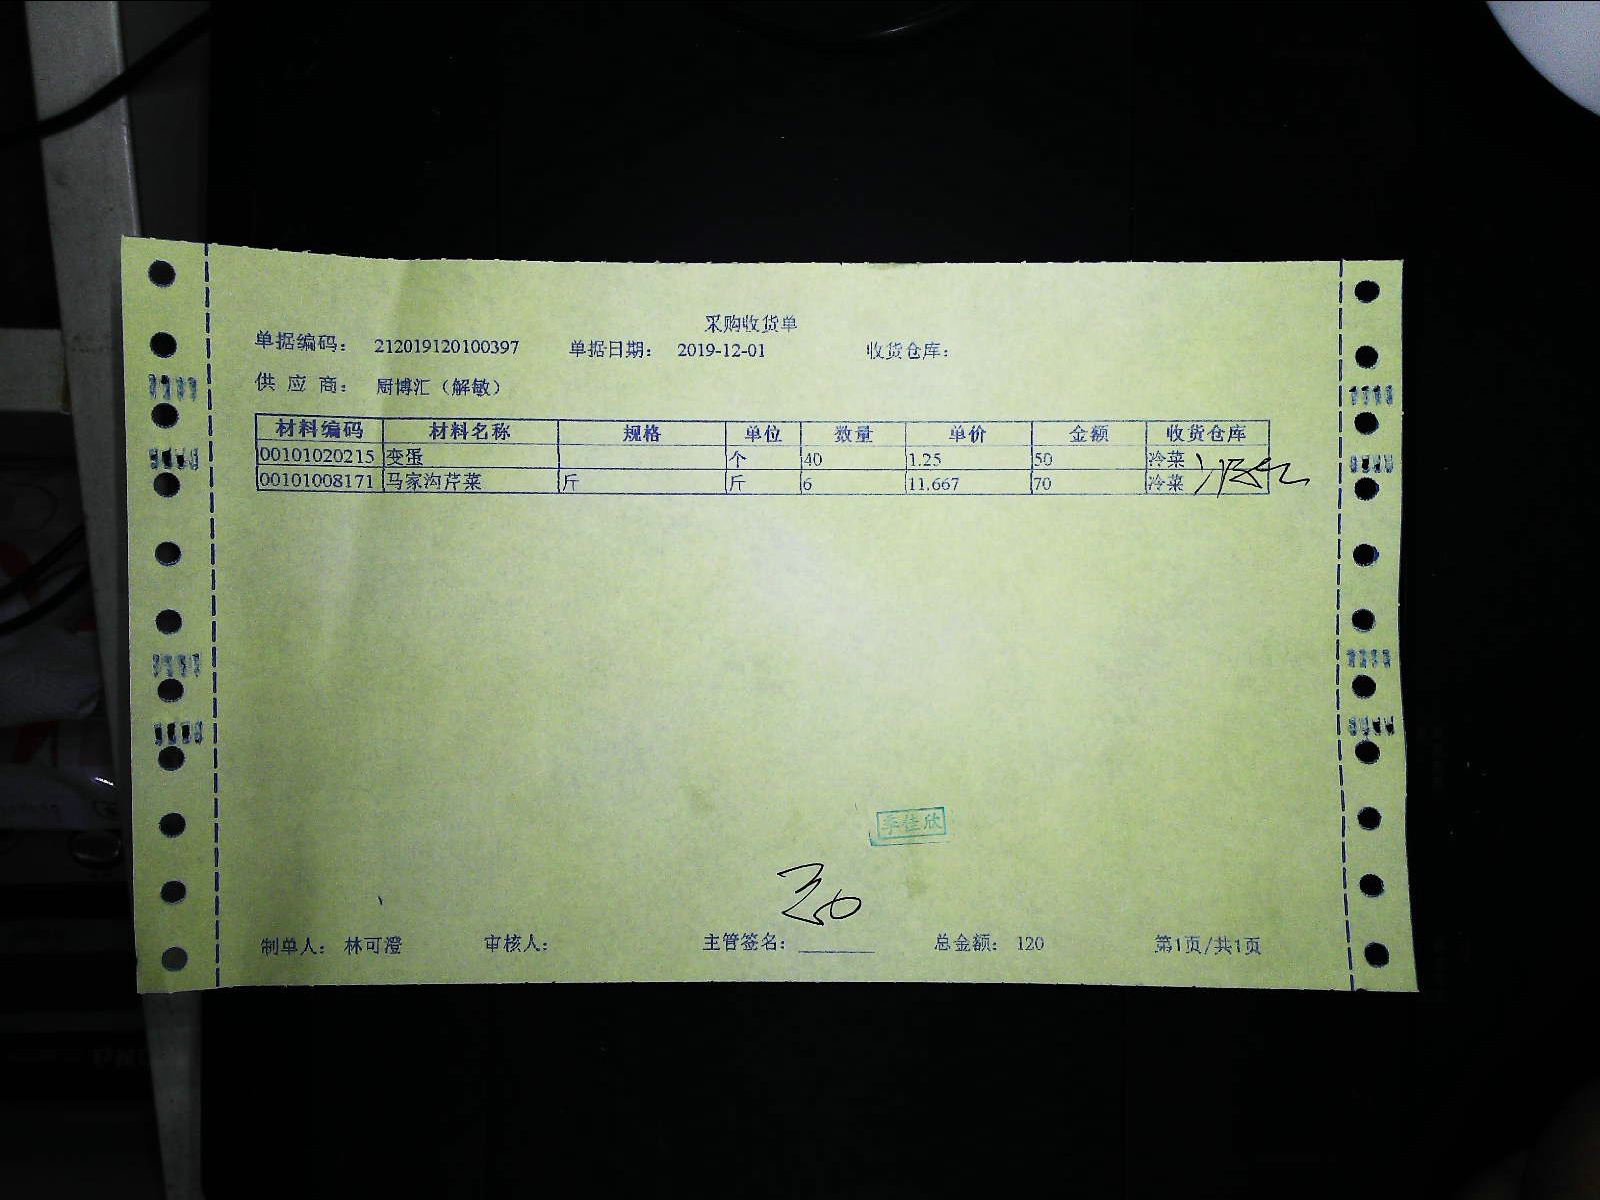 采购收货单
单据编码： 212019120100397 单据日期： 2019-12-01 收货仓库：
供 应 商： 厨博汇（解敏）
材料编码 材料名称 规格 单位 数量 单价 金额 收货仓库
00101020215 变蛋 个 40 1.25 50 冷菜
00101008171 马家沟芹菜 斤 斤 6 11.667 70 冷菜
李佳欣
制单人： 林可澄 审核人： 主管签名： 总金额： 120 第1页/共1页